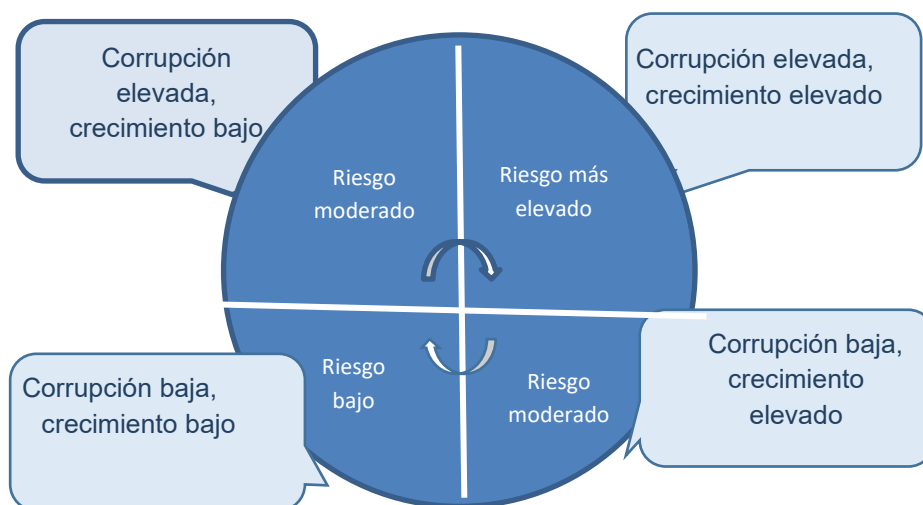 Corrupción
elevada,
crecimiento bajo
Corrupción elevada,
crecimiento elevado
Riesgo
moderado
Riesgo más
elevado
Corrupción baja,
crecimiento bajo
Riesgo
bajo
Riesgo
moderado
Corrupción baja,
crecimiento
elevado